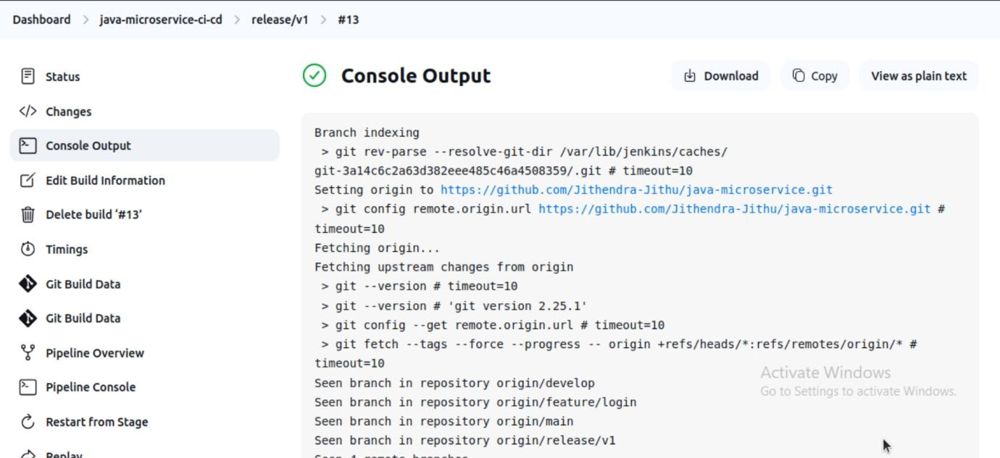 Dashboard > java-microservice-ci-cd > release/v1 > #13
Status
Changes
Console Output
Edit Build Information
Delete build ‘#13’
Timings
Git Build Data
Git Build Data
Pipeline Overview
Pipeline Console
Restart from Stage
Replay
Console Output
Download
Copy
View as plain text
Branch indexing
 > git rev-parse --resolve-git-dir /var/lib/jenkins/caches/
git-3a14c6c2a63d382eee485c46a4508359/.git # timeout=10
Setting origin to https://github.com/Jithendra-Jithu/java-microservice.git
 > git config remote.origin.url https://github.com/Jithendra-Jithu/java-microservice.git #
timeout=10
Fetching origin...
Fetching upstream changes from origin
 > git --version # timeout=10
 > git --version # 'git version 2.25.1'
 > git config --get remote.origin.url # timeout=10
 > git fetch --tags --force --progress -- origin +refs/heads/*:refs/remotes/origin/* #
timeout=10
Seen branch in repository origin/develop
Seen branch in repository origin/feature/login
Seen branch in repository origin/main
Seen branch in repository origin/release/v1
Seen 4 remote branches
Activate Windows
Go to Settings to activate Windows.